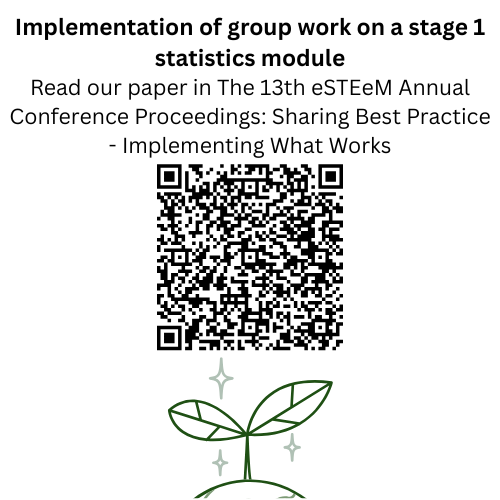 Implementation of group work on a stage 1
statistics module
Read our paper in The 13th eSTEeM Annual
Conference Proceedings: Sharing Best Practice
- Implementing What Works